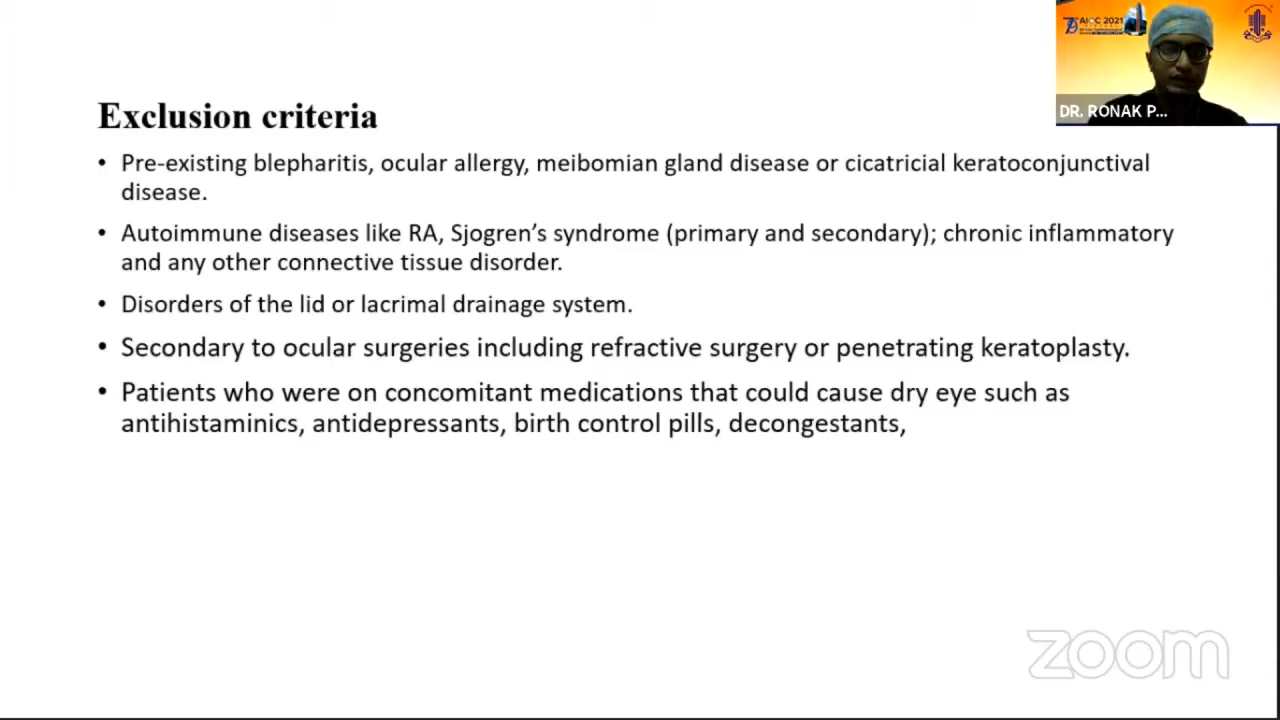 AIOC 2021
DR. RONAK P...
Exclusion criteria
• Pre-existing blepharitis, ocular allergy, meibomian gland disease or cicatricial keratoconjunctival
disease.
• Autoimmune diseases like RA, Sjogren’s syndrome (primary and secondary); chronic inflammatory
and any other connective tissue disorder.
• Disorders of the lid or lacrimal drainage system.
• Secondary to ocular surgeries including refractive surgery or penetrating keratoplasty.
• Patients who were on concomitant medications that could cause dry eye such as
antihistaminics, antidepressants, birth control pills, decongestants,
zoom